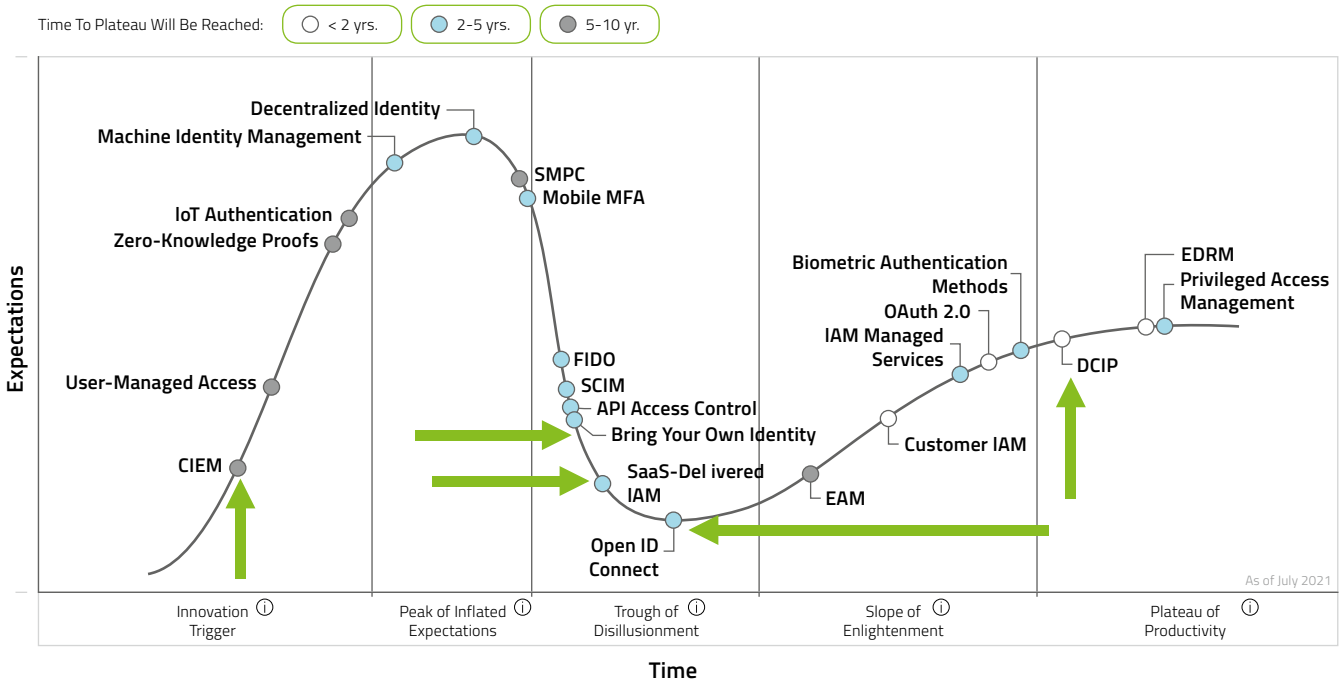 Time To Plateau Will Be Reached:
< 2 yrs.
2-5 yrs.
5-10 yr.
Expectations
Decentralized Identity
Machine Identity Management
SMPC
Mobile MFA
IoT Authentication
Zero-Knowledge Proofs
User-Managed Access
CIEM
FIDO
SCIM
API Access Control
Bring Your Own Identity
SaaS-Del ivered
IAM
Open ID
Connect
EAM
Customer IAM
IAM Managed
Services
OAuth 2.0
Biometric Authentication
Methods
DCIP
EDRM
Privileged Access
Management
As of July 2021
Innovation
Trigger
Peak of Inflated
Expectations
Trough of
Disillusionment
Slope of
Enlightenment
Plateau of
Productivity
Time